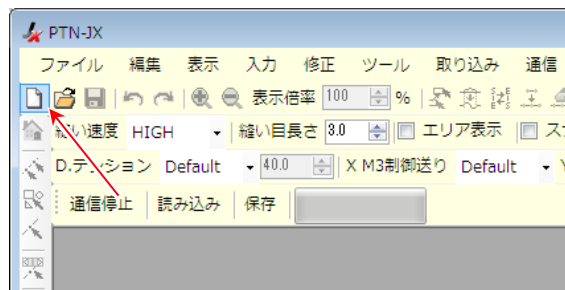 PTN-JX
ファイル 編集 表示 入力 修正 ツール 取り込み 通信
表示倍率 100 %
縫い速度 HIGH 縫い目長さ 3.0 エリア表示
D.テンション Default 40.0 X M3制御送り Default
通信停止 読み込み 保存